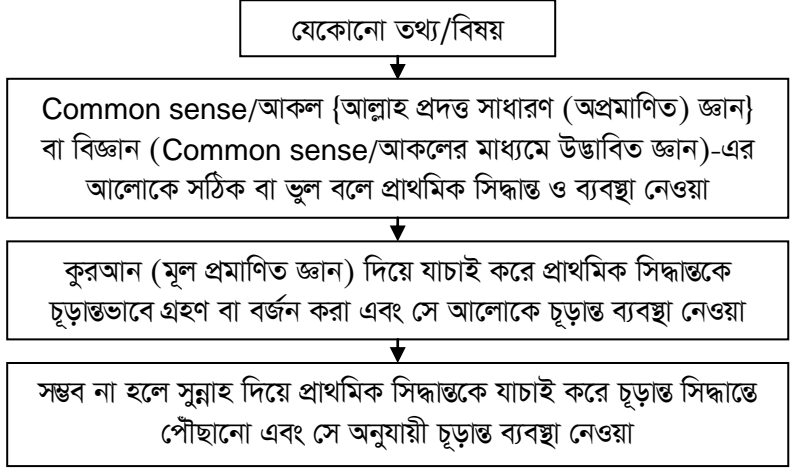 যেকোনো তথ্য/বিষয়
Common sense/আকল {আল্লাহ প্রদত্ত সাধারণ (অপ্রমাণিত) জ্ঞান}
বা বিজ্ঞান (Common sense/আকলের মাধ্যমে উদ্ভাবিত জ্ঞান)-এর
আলোকে সঠিক বা ভুল বলে প্রাথমিক সিদ্ধান্ত ও ব্যবস্থা নেওয়া
কুরআন (মূল প্রমাণিত জ্ঞান) দিয়ে যাচাই করে প্রাথমিক সিদ্ধান্তকে
চূড়ান্তভাবে গ্রহণ বা বর্জন করা এবং সে আলোকে চূড়ান্ত ব্যবস্থা নেওয়া
সম্ভব না হলে সুন্নাহ দিয়ে প্রাথমিক সিদ্ধান্তকে যাচাই করে চূড়ান্ত সিদ্ধান্তে
পৌঁছানো এবং সে অনুযায়ী চূড়ান্ত ব্যবস্থা নেওয়া